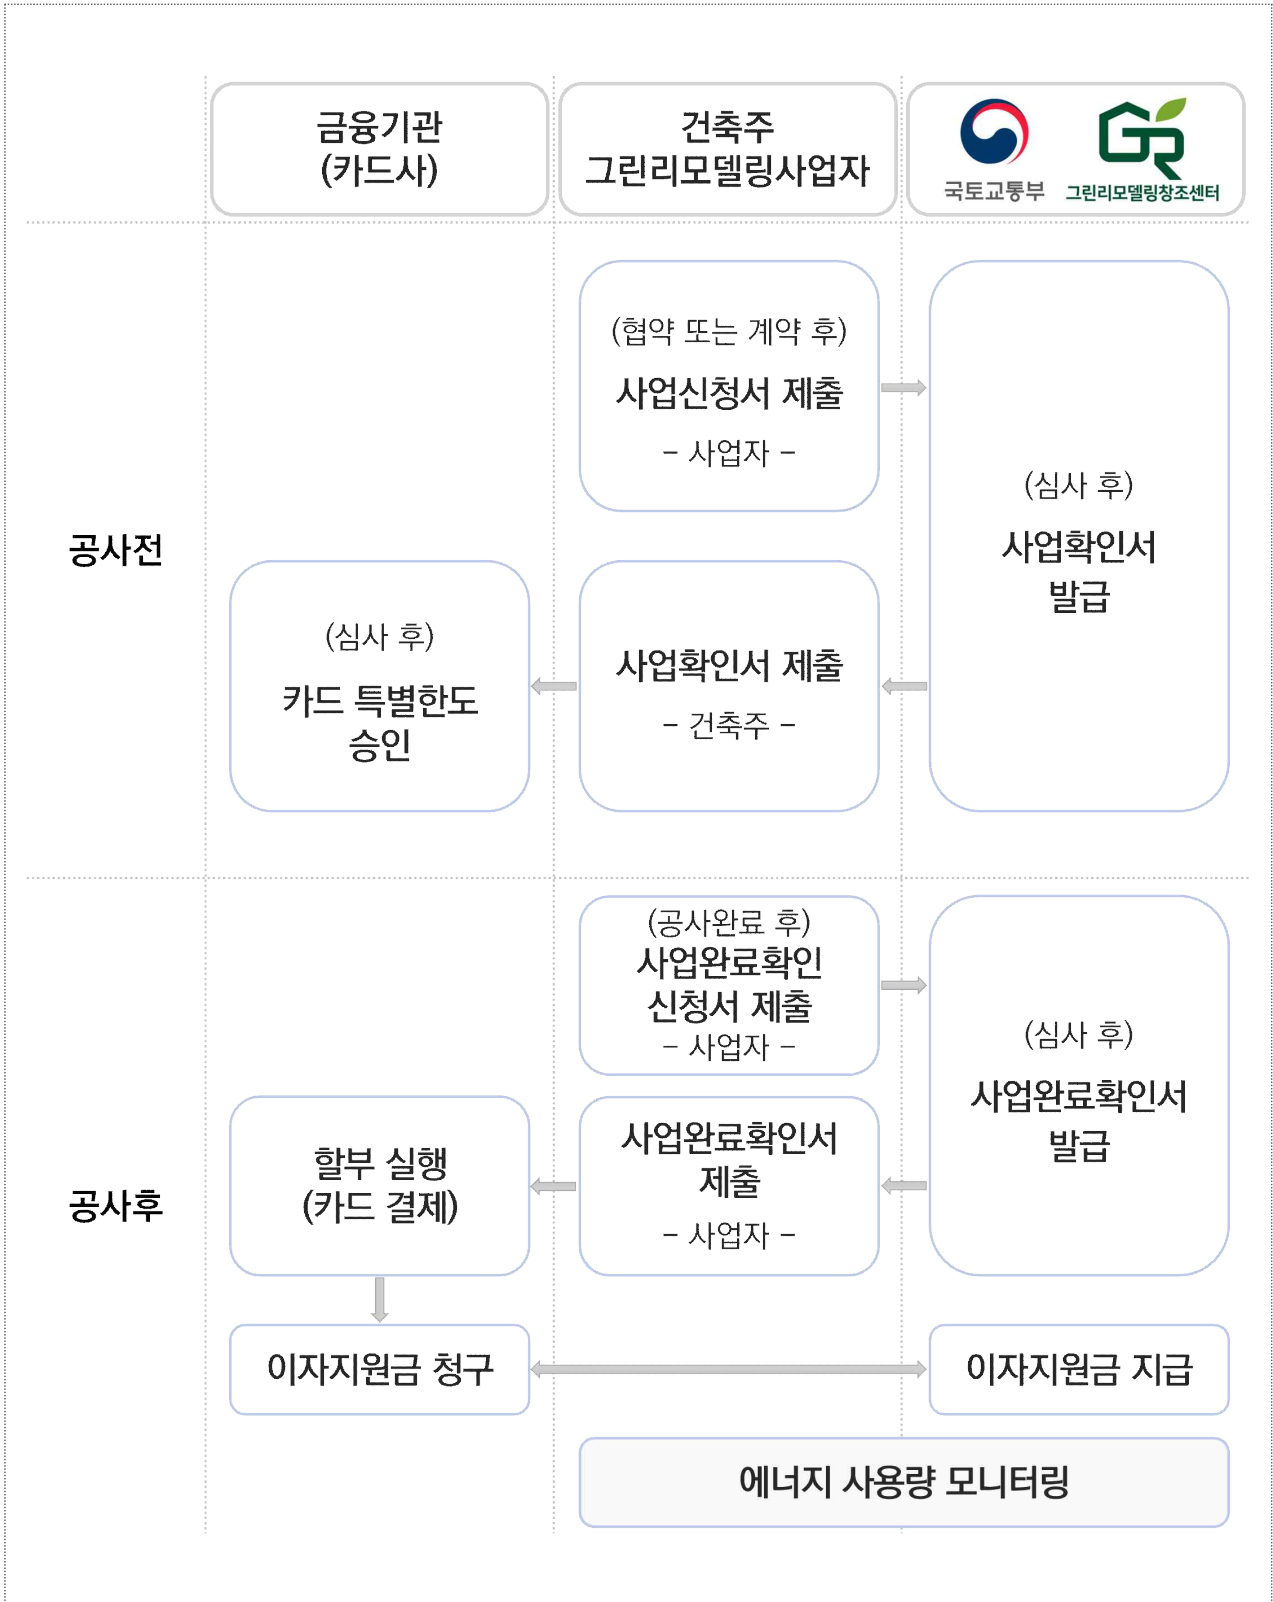 금융기관
(카드사)
건축주
그린리모델링사업자
국토교통부
GR
그린리모델링창조센터
공사전
(협약 또는 계약 후)
사업신청서 제출
- 사업자 -
(심사 후)
사업확인서
발급
사업확인서 제출
- 건축주 -
(심사 후)
카드 특별한도
승인
공사후
(공사완료 후)
사업완료확인
신청서 제출
- 사업자 -
(심사 후)
사업완료확인서
발급
사업완료확인서
제출
- 사업자 -
할부 실행
(카드 결제)
이자지원금 청구
이자지원금 지급
에너지 사용량 모니터링